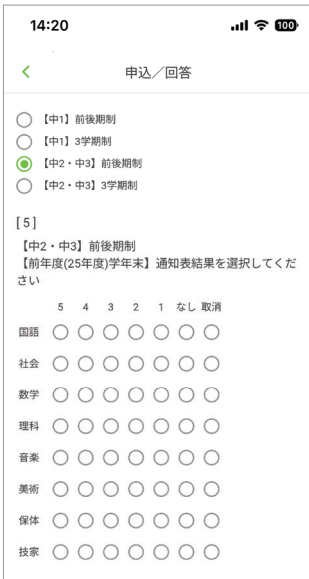 14:20
100
申込／回答
【中1】前後期制
【中1】3学期制
【中2・中3】前後期制
【中2・中3】3学期制
[5]
【中2・中3】前後期制
【前年度(25年度)学年末】通知表結果を選択してくだ
さい
5 4 3 2 1 なし 取消
国語
社会
数学
理科
音楽
美術
保体
技家